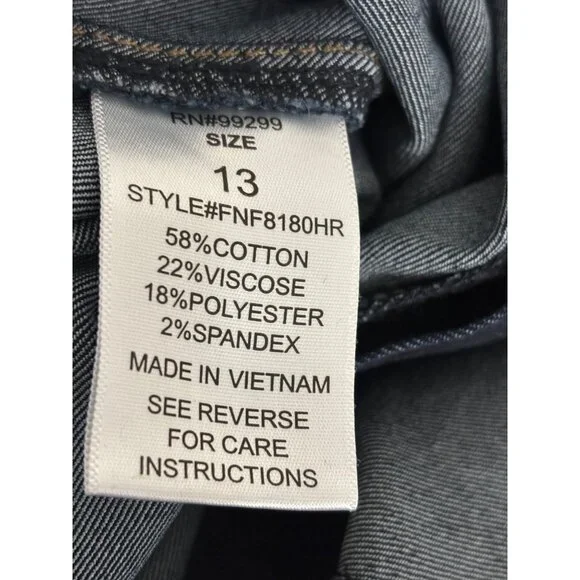 RN#99299
SIZE
13
STYLE#FNF8180HR
58%COTTON
22%VISCOSE
18%POLYESTER
2%SPANDEX
MADE IN VIETNAM
SEE REVERSE
FOR CARE
INSTRUCTIONS